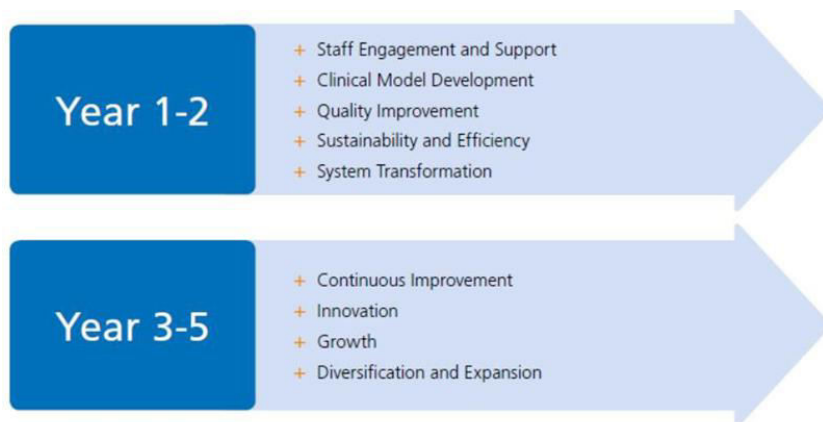 Year 1-2
+ Staff Engagement and Support
+ Clinical Model Development
+ Quality Improvement
+ Sustainability and Efficiency
+ System Transformation
Year 3-5
+ Continuous Improvement
+ Innovation
+ Growth
+ Diversification and Expansion